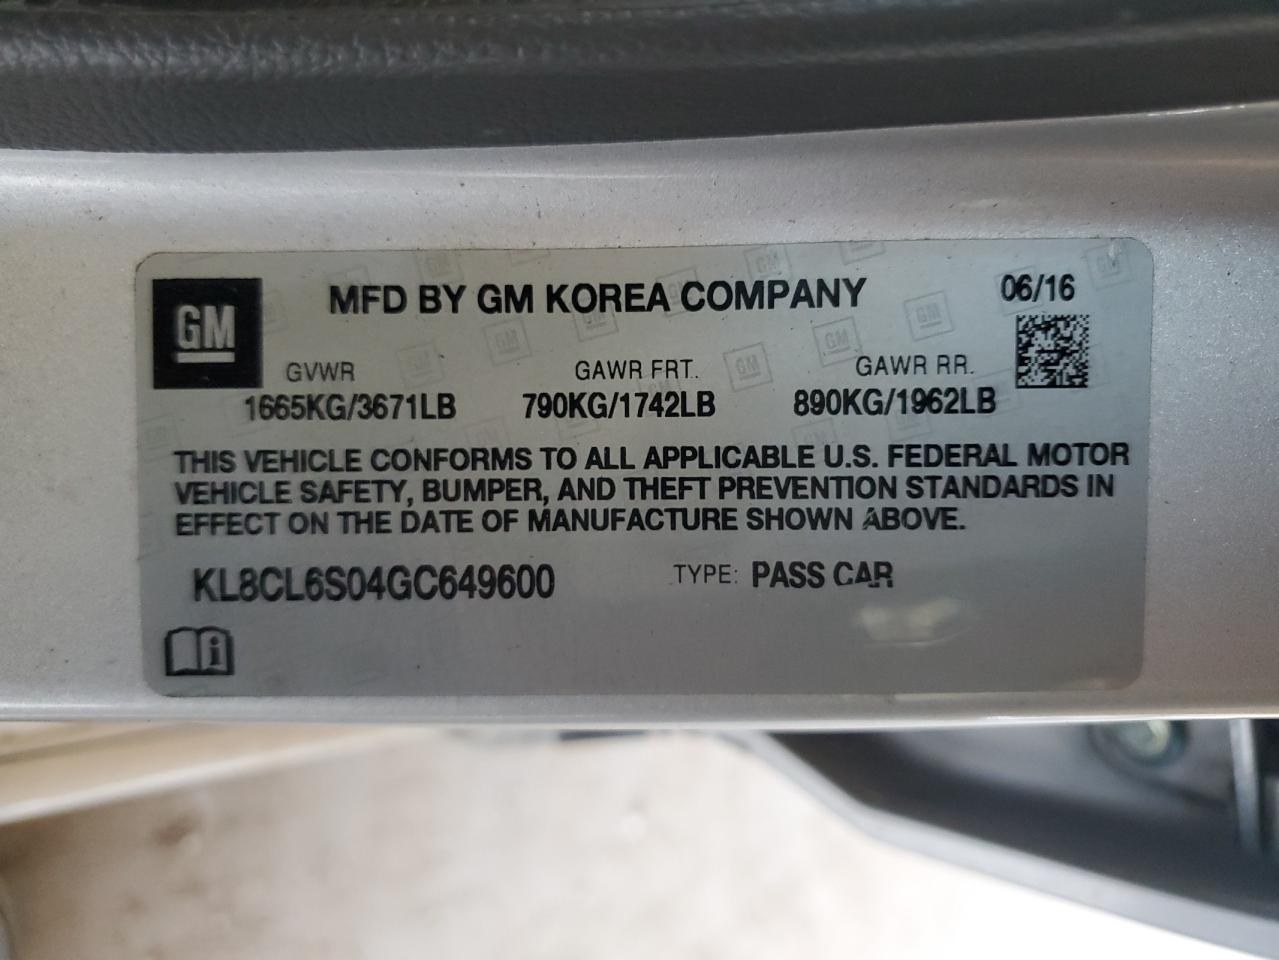 GM
MFD BY GM KOREA COMPANY
06/16
GVWR
GAWR FRT.
GAWR RR.
1665KG/3671LB
790KG/1742LB
890KG/1962LB
THIS VEHICLE CONFORMS TO ALL APPLICABLE U.S. FEDERAL MOTOR
VEHICLE SAFETY, BUMPER, AND THEFT PREVENTION STANDARDS IN
EFFECT ON THE DATE OF MANUFACTURE SHOWN ABOVE.
KL8CL6S04GC649600
TYPE: PASS CAR